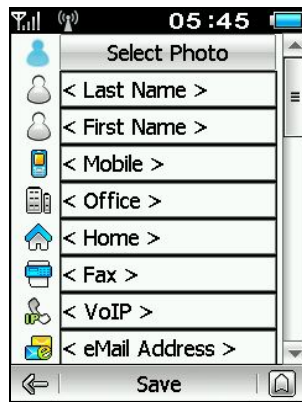 05:45
Select Photo
< Last Name >
< First Name >
< Mobile >
< Office >
< Home >
< Fax >
< VoIP >
< eMail Address >
Save